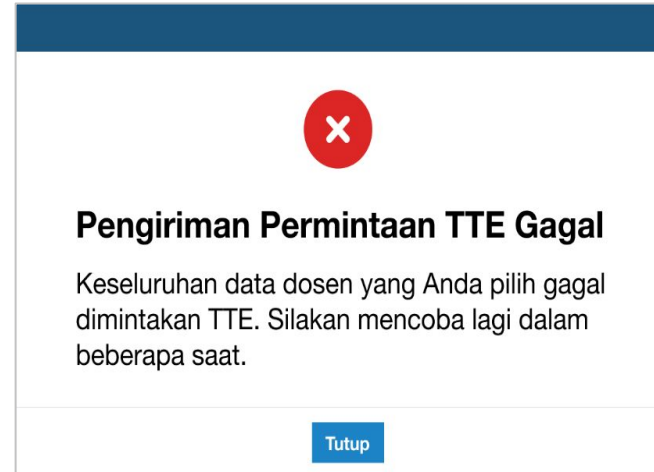 Pengiriman Permintaan TTE Gagal
Keseluruhan data dosen yang Anda pilih gagal
dimintakan TTE. Silakan mencoba lagi dalam
beberapa saat.
Tutup